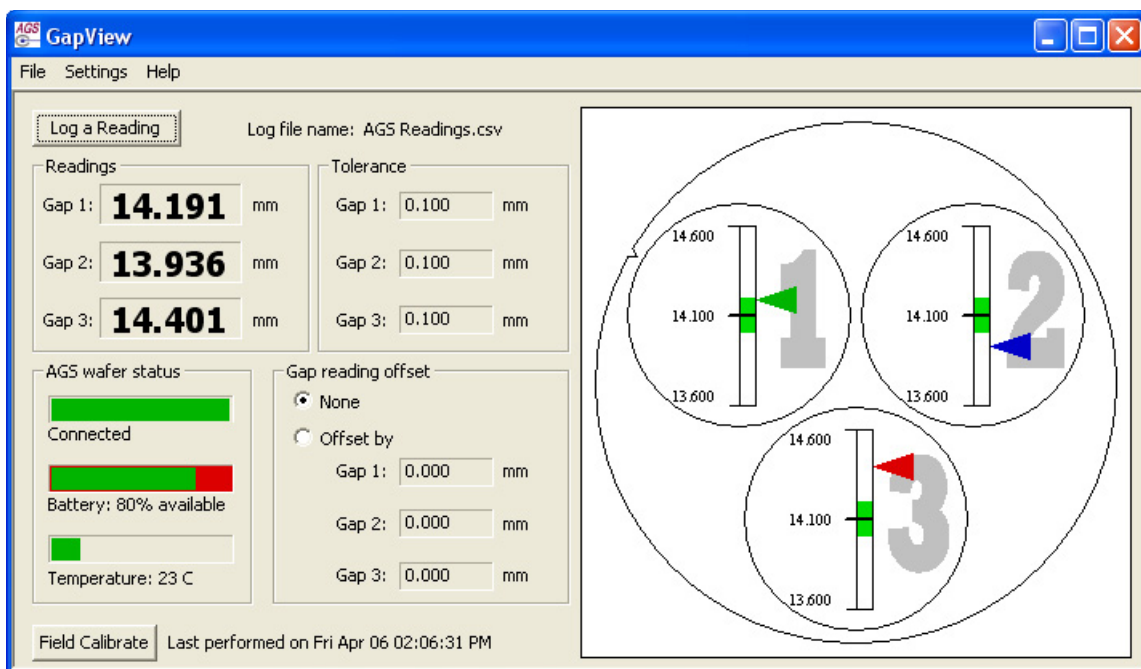 AGS
GapView
File Settings Help
Log a Reading
Log file name: AGS Readings.csv
Readings
Gap 1: 14.191 mm
Gap 2: 13.936 mm
Gap 3: 14.401 mm
Tolerance
Gap 1: 0.100 mm
Gap 2: 0.100 mm
Gap 3: 0.100 mm
AGS wafer status
Connected
Battery: 80% available
Temperature: 23 C
Gap reading offset
None
Offset by
Gap 1: 0.000 mm
Gap 2: 0.000 mm
Gap 3: 0.000 mm
Field Calibrate Last performed on Fri Apr 06 02:06:31 PM
14.600
14.100
13.600
1
14.600
14.100
13.600
2
14.600
14.100
13.600
3